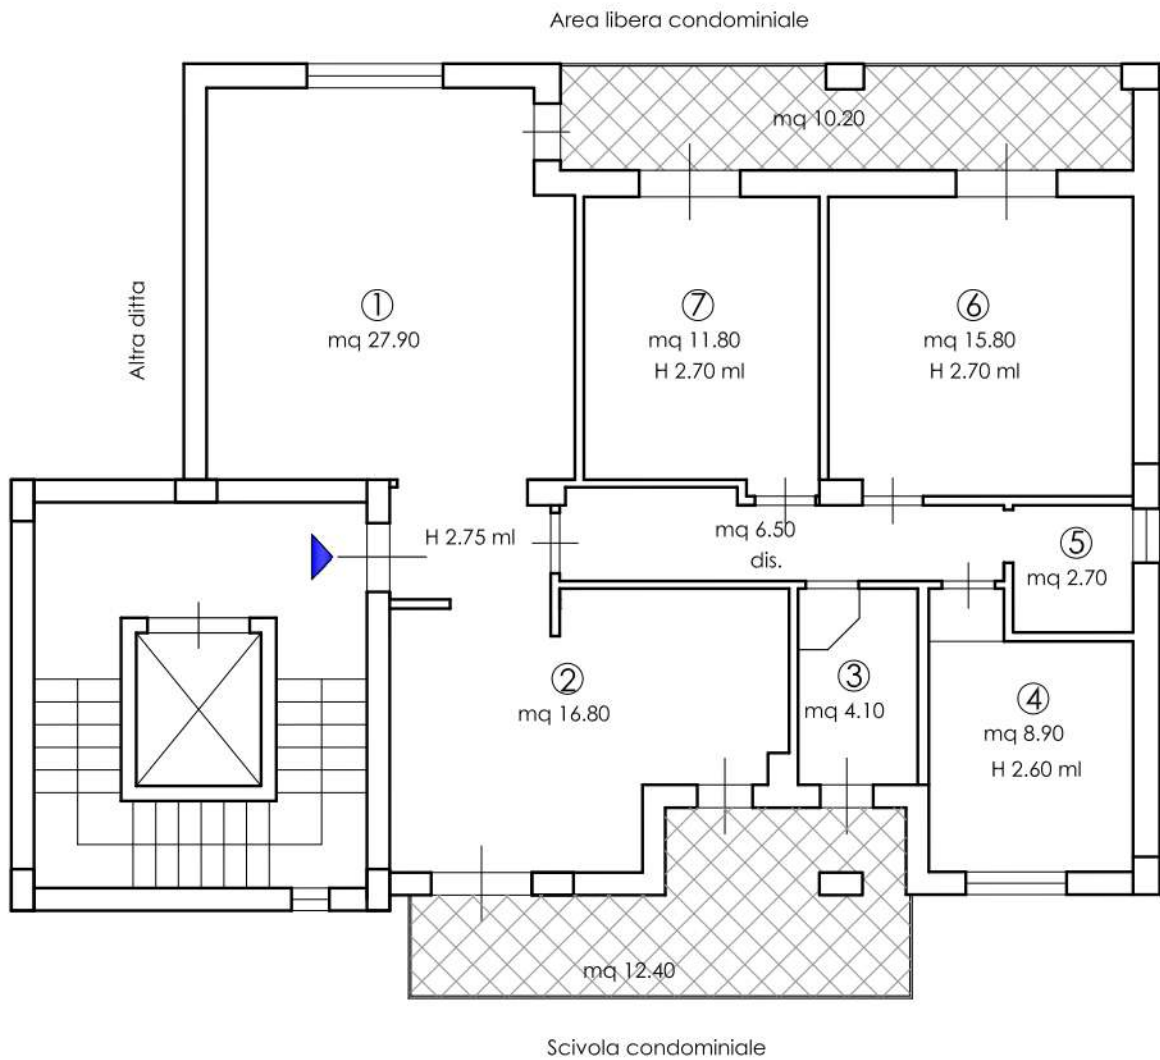 Area libera condominiale
mq 10.20
Altra ditta
1
mq 27.90
7
mq 11.80
H 2.70 ml
6
mq 15.80
H 2.70 ml
H 2.75 ml
mq 6.50
dis.
5
mq 2.70
2
mq 16.80
3
mq 4.10
4
mq 8.90
H 2.60 ml
mq 12.40
Scivola condominiale